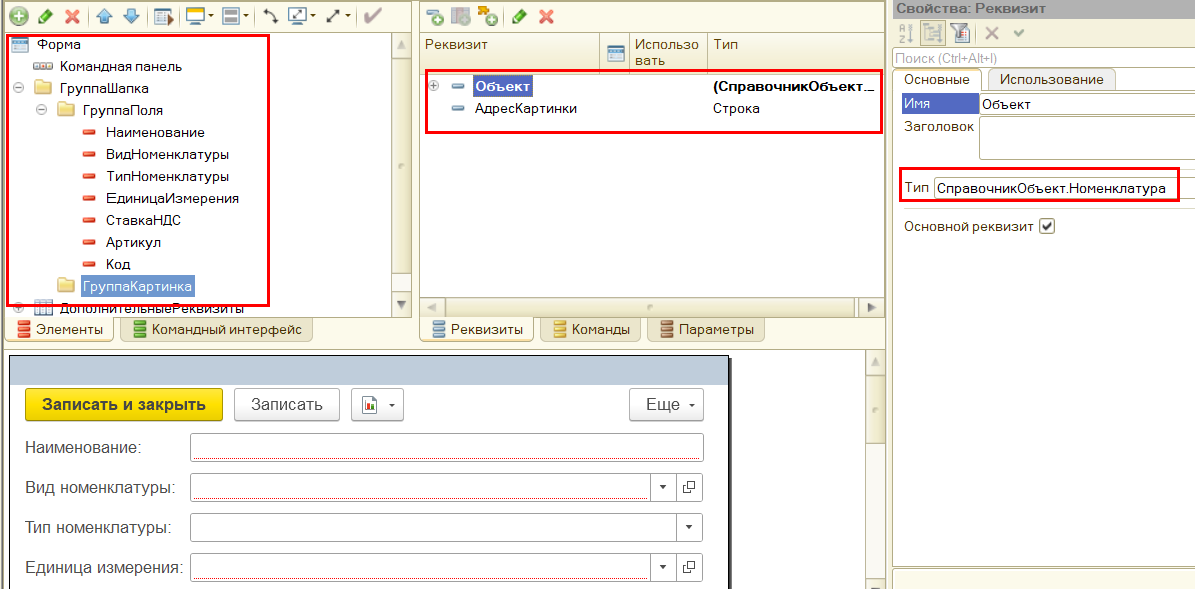 Форма
Командная панель
ГруппаШапка
ГруппаПоля
Наименование
ВидНоменклатуры
ТипНоменклатуры
ЕдиницаИзмерения
СтавкаНДС
Артикул
Код
ГруппаКартинка
ДополнительныеРеквизиты
Элементы
Командный интерфейс
Реквизит
Использо
вать
Тип
Объект
(СправочникОбъект....
АдресКартинки
Строка
Реквизиты
Команды
Параметры
Свойства: Реквизит
Поиск (Ctrl+Alt+I)
Основные
Использование
Имя
Объект
Заголовок
Тип
СправочникОбъект.Номенклатура
Основной реквизит
Записать и закрыть
Записать
Еще
Наименование:
Вид номенклатуры:
Тип номенклатуры:
Единица измерения: